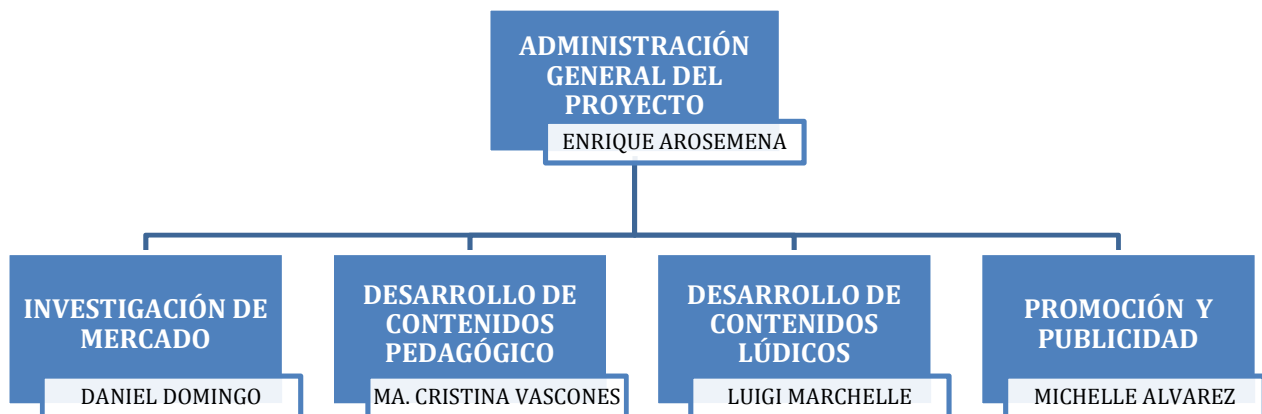 ADMINISTRACIÓN
GENERAL DEL
PROYECTO
ENRIQUE AROSEMENA
INVESTIGACIÓN DE
MERCADO
DANIEL DOMINGO
DESARROLLO DE
CONTENIDOS
PEDAGÓGICO
MA. CRISTINA VASCONES
DESARROLLO DE
CONTENIDOS
LÚDICOS
LUIGI MARCHELLE
PROMOCIÓN Y
PUBLICIDAD
MICHELLE ALVAREZ